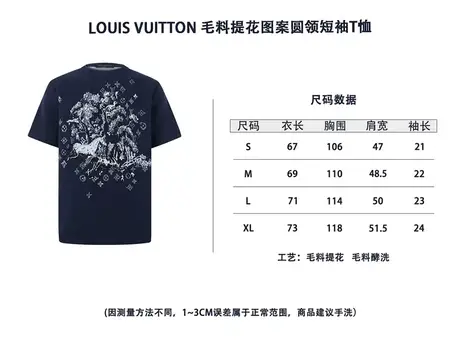 LOUIS VUITTON 毛料提花图案圆领短袖T恤
尺码数据
尺码 衣长 胸围 肩宽 袖长
S 67 106 47 21
M 69 110 48.5 22
L 71 114 50 23
XL 73 118 51.5 24
工艺：毛料提花 毛料酵洗
(因测量方法不同，1~3CM误差属于正常范围，商品建议手洗)